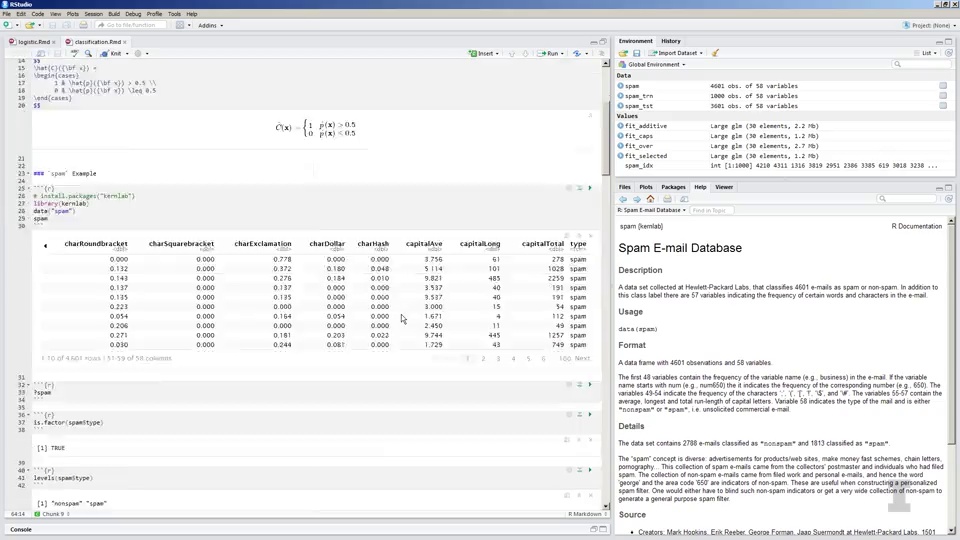 RStudio
File Edit Code View Plots Session Build Debug Profile Tools Help
Go to file/function
Addins
Project: (None)
logistic.Rmd
classification.Rmd
Knit
Insert
Run
14 $$
15 \hat{C}({\bf x}) =
16 \begin{cases}
17 1 & \hat{p}({\bf x}) > 0.5 \\
18 0 & \hat{p}({\bf x}) \leq 0.5
19 \end{cases}
20 $$
Ĉ(x) = { 1 p̂(x) > 0.5
0 p̂(x) ≤ 0.5
21
22
23 ### `spam` Example
24
25 ```{r}
26 # install.packages("kernlab")
27 library(kernlab)
28 data("spam")
29 spam
30 ```
charRoundbracket charSquarebracket charExclamation charDollar charHash capitalAve capitalLong capitalTotal type
<dbl> <dbl> <dbl> <dbl> <dbl> <dbl> <dbl> <dbl> <fctr>
0.000 0.000 0.778 0.000 0.000 3.756 61 278 spam
0.132 0.000 0.372 0.180 0.048 5.114 101 1028 spam
0.143 0.000 0.276 0.184 0.010 9.821 485 2259 spam
0.137 0.000 0.137 0.000 0.000 3.537 40 191 spam
0.135 0.000 0.135 0.000 0.000 3.537 40 191 spam
0.223 0.000 0.000 0.000 0.000 3.000 15 54 spam
0.054 0.000 0.164 0.054 0.000 1.671 4 112 spam
0.206 0.000 0.000 0.000 0.000 2.450 11 49 spam
0.271 0.000 0.181 0.203 0.022 9.744 445 1257 spam
0.030 0.000 0.244 0.081 0.000 1.729 43 749 spam
1-10 of 4,601 rows | 51-59 of 58 columns
1 2 3 4 5 6 100 Next
31
32 ```{r}
33 ?spam
34 ```
35
36 ```{r}
37 is.factor(spam$type)
38 ```
[1] TRUE
39
40 ```{r}
41 levels(spam$type)
42 ```
[1] "nonspam" "spam"
64:14
Chunk 9
R Markdown
Console
Environment History
Import Dataset
List
Global Environment
Data
spam 4601 obs. of 58 variables
spam_trn 1000 obs. of 58 variables
spam_tst 3601 obs. of 58 variables
Values
fit_additive Large glm (30 elements, 2.2 Mb)
fit_caps Large glm (30 elements, 1.2 Mb)
fit_over Large glm (30 elements, 2.7 Mb)
fit_selected Large glm (30 elements, 1.2 Mb)
spam_idx int [1:1000] 4210 4311 1316 3819 2951 2386 3385 619 3018 3238 ...
Files Plots Packages Help Viewer
R: Spam E-mail Database
Find in Topic
spam {kernlab}
R Documentation
Spam E-mail Database
Description
A data set collected at Hewlett-Packard Labs, that classifies 4601 e-mails as spam or non-spam. In addition to
this class label there are 57 variables indicating the frequency of certain words and characters in the e-mail.
Usage
data(spam)
Format
A data frame with 4601 observations and 58 variables.
The first 48 variables contain the frequency of the variable name (e.g., business) in the e-mail. If the variable
name starts with num (e.g., num650) the it indicates the frequency of the corresponding number (e.g., 650). The
variables 49-54 indicate the frequency of the characters ';', '(', '[', '!', '\$', and '\#'. The variables 55-57 contain the
average, longest and total run-length of capital letters. Variable 58 indicates the type of the mail and is either
"nonspam" or "spam", i.e. unsolicited commercial e-mail.
Details
The data set contains 2788 e-mails classified as "nonspam" and 1813 classified as "spam".
The "spam" concept is diverse: advertisements for products/web sites, make money fast schemes, chain letters,
pornography... This collection of spam e-mails came from the collectors' postmaster and individuals who had filed
spam. The collection of non-spam e-mails came from filed work and personal e-mails, and hence the word
'george' and the area code '650' are indicators of non-spam. These are useful when constructing a personalized
spam filter. One would either have to blind such non-spam indicators or get a very wide collection of non-spam to
generate a general purpose spam filter.
Source
• Creators: Mark Hopkins, Erik Reeber, George Forman, Jaap Suermondt at Hewlett-Packard Labs, 1501